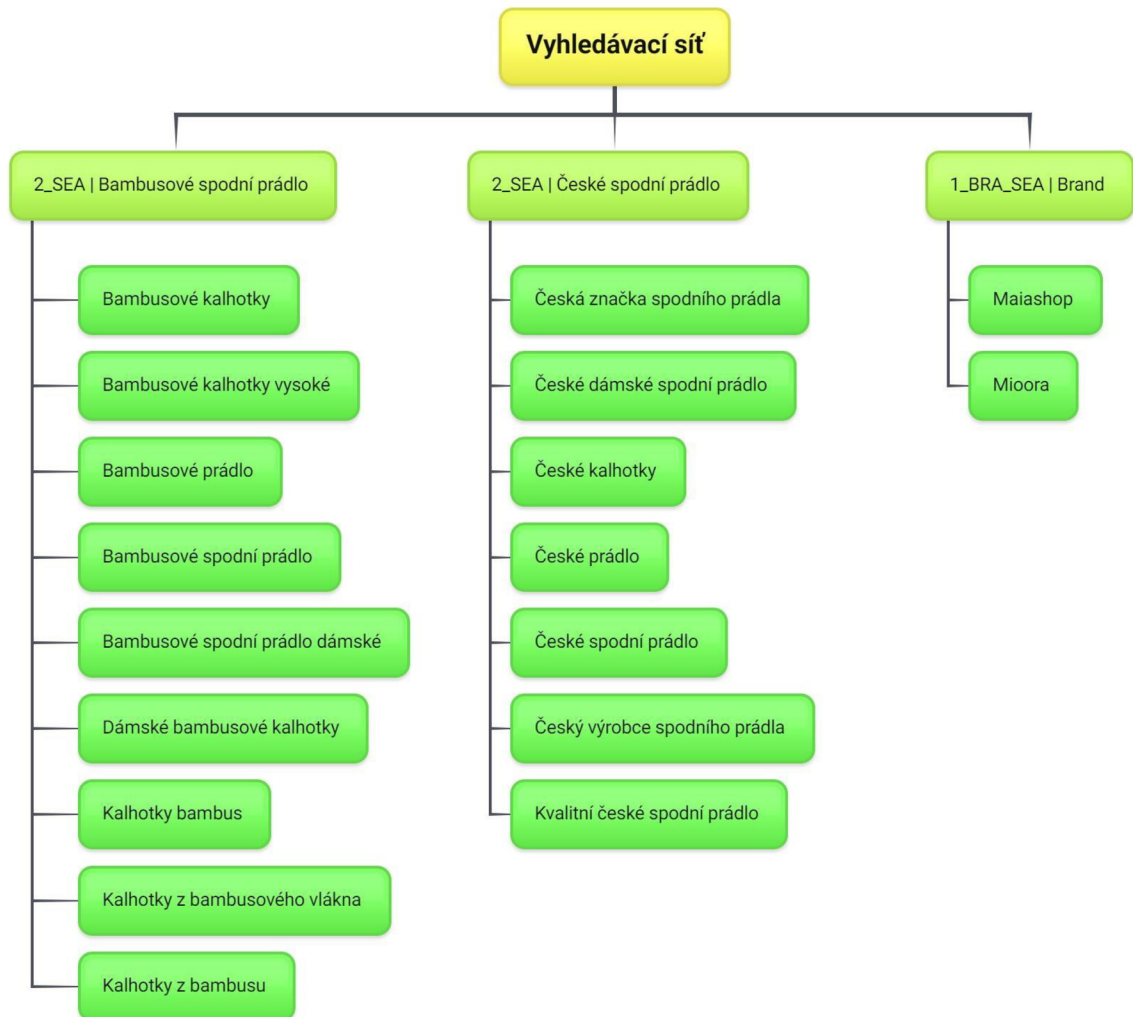 Vyhledávací síť
2_SEA | Bambusové spodní prádlo
Bambusové kalhotky
Bambusové kalhotky vysoké
Bambusové prádlo
Bambusové spodní prádlo
Bambusové spodní prádlo dámské
Dámské bambusové kalhotky
Kalhotky bambus
Kalhotky z bambusového vlákna
Kalhotky z bambusu
2_SEA | České spodní prádlo
Česká značka spodního prádla
České dámské spodní prádlo
České kalhotky
České prádlo
České spodní prádlo
Český výrobce spodního prádla
Kvalitní české spodní prádlo
1_BRA_SEA | Brand
Maiashop
Mioora